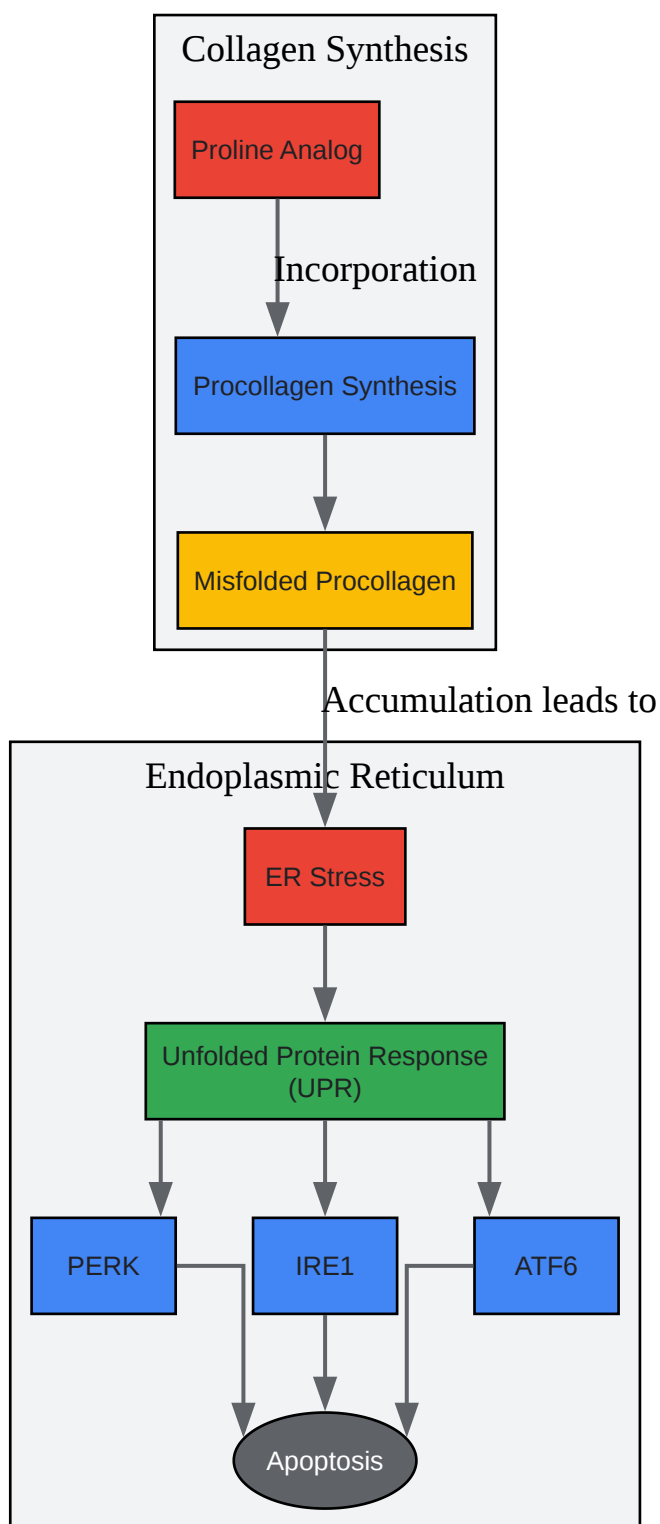 Collagen Synthesis
Proline Analog
Incorporation
Procollagen Synthesis
Misfolded Procollagen
Accumulation leads to
Endoplasmic Reticulum
ER Stress
Unfolded Protein Response
(UPR)
PERK
IRE1
ATF6
Apoptosis